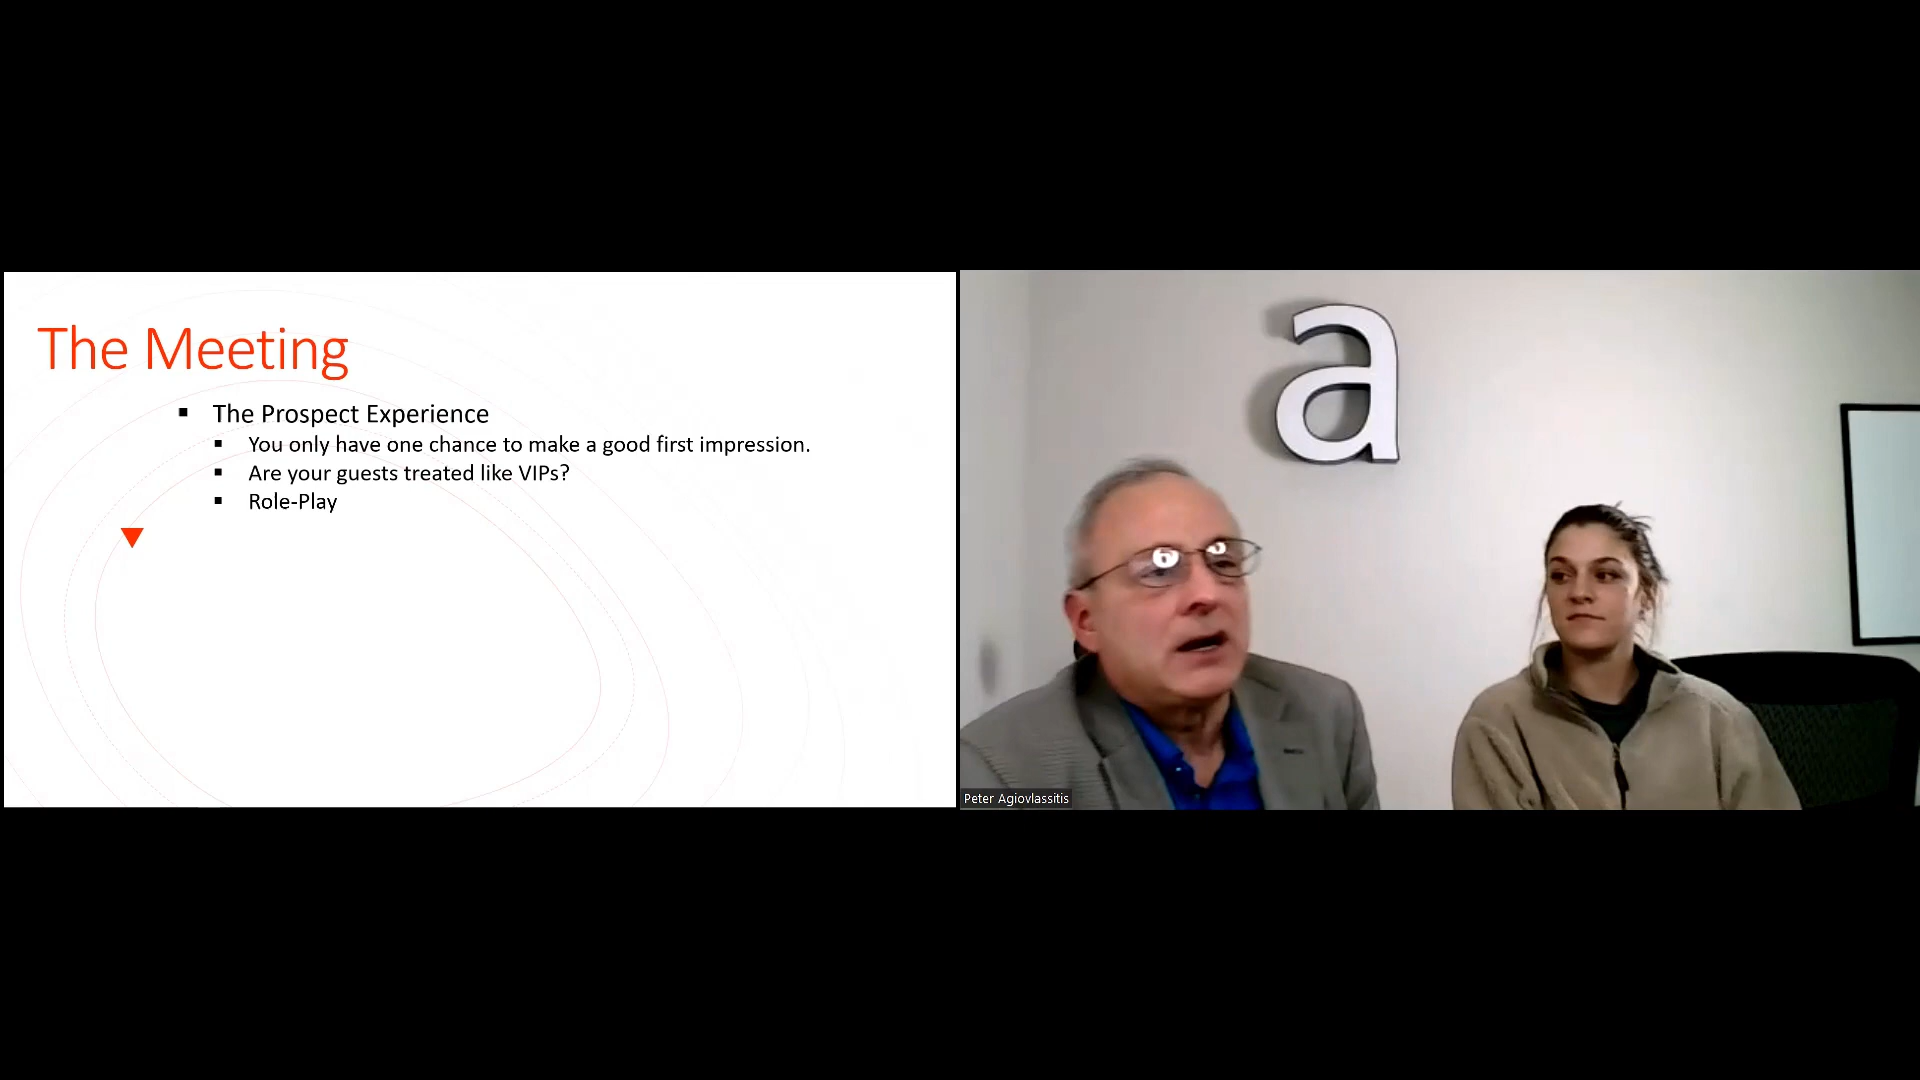 The Meeting
The Prospect Experience
You only have one chance to make a good first impression.
Are your guests treated like VIPs?
Role-Play
a
Peter Agiovlassitis